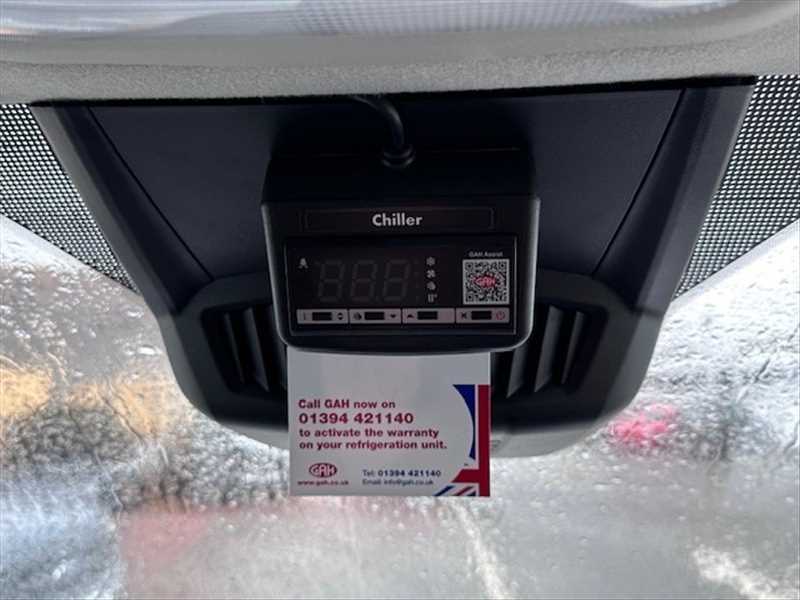 Chiller
GAH Assist
GAH
Call GAH now on
01394 421140
to activate the warranty
on your refrigeration unit.
GAH
Tel: 01394 421140
www.gah.co.uk
Email: info@gah.co.uk